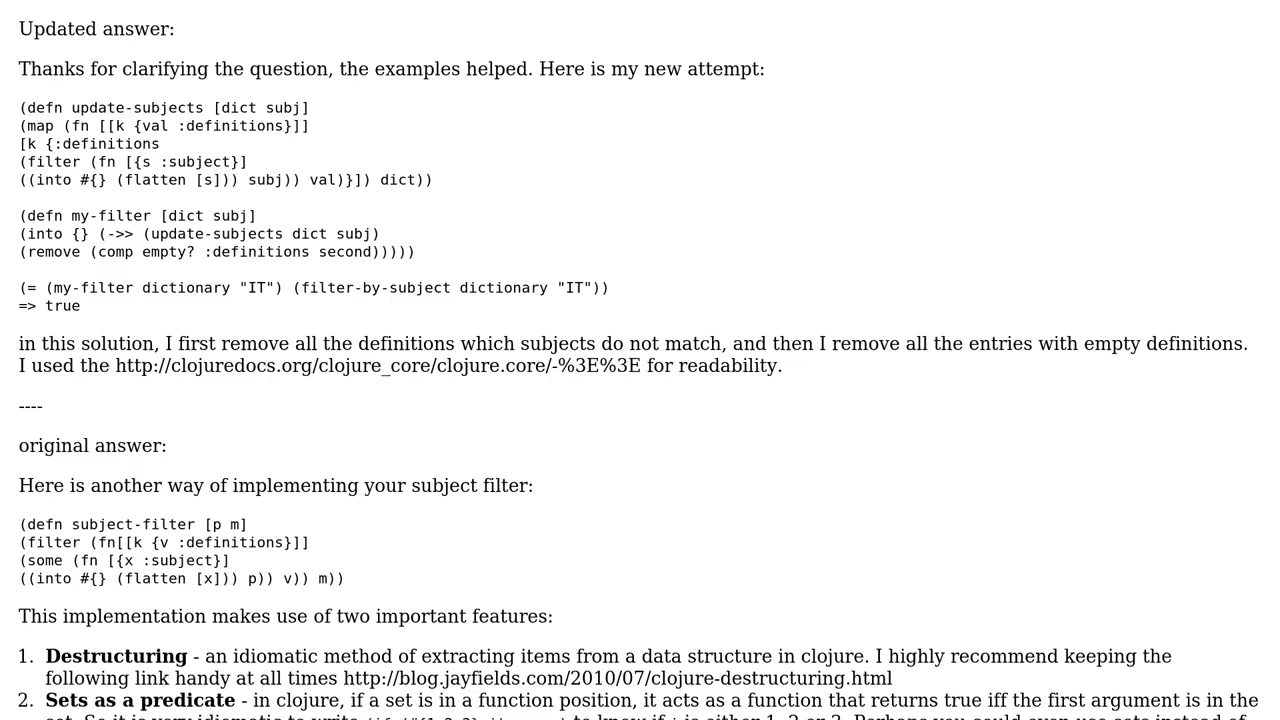 Updated answer:
Thanks for clarifying the question, the examples helped. Here is my new attempt:
(defn update-subjects [dict subj]
(map (fn [[k {val :definitions}]]
[k {:definitions
(filter (fn [{s :subject}]
((into #{} (flatten [s])) subj)) val)}]) dict))
(defn my-filter [dict subj]
(into {} (->> (update-subjects dict subj)
(remove (comp empty? :definitions second)))))
(= (my-filter dictionary "IT") (filter-by-subject dictionary "IT"))
=> true
in this solution, I first remove all the definitions which subjects do not match, and then I remove all the entries with empty definitions.
I used the http://clojuredocs.org/clojure_core/clojure.core/-%3E%3E for readability.
----
original answer:
Here is another way of implementing your subject filter:
(defn subject-filter [p m]
(filter (fn[[k {v :definitions}]]
(some (fn [{x :subject}]
((into #{} (flatten [x])) p)) v)) m))
This implementation makes use of two important features:
1. Destructuring - an idiomatic method of extracting items from a data structure in clojure. I highly recommend keeping the
following link handy at all times http://blog.jayfields.com/2010/07/clojure-destructuring.html
2. Sets as a predicate - in clojure, if a set is in a function position, it acts as a function that returns true iff the first argument is in the
set. So it is very idiomatic to write